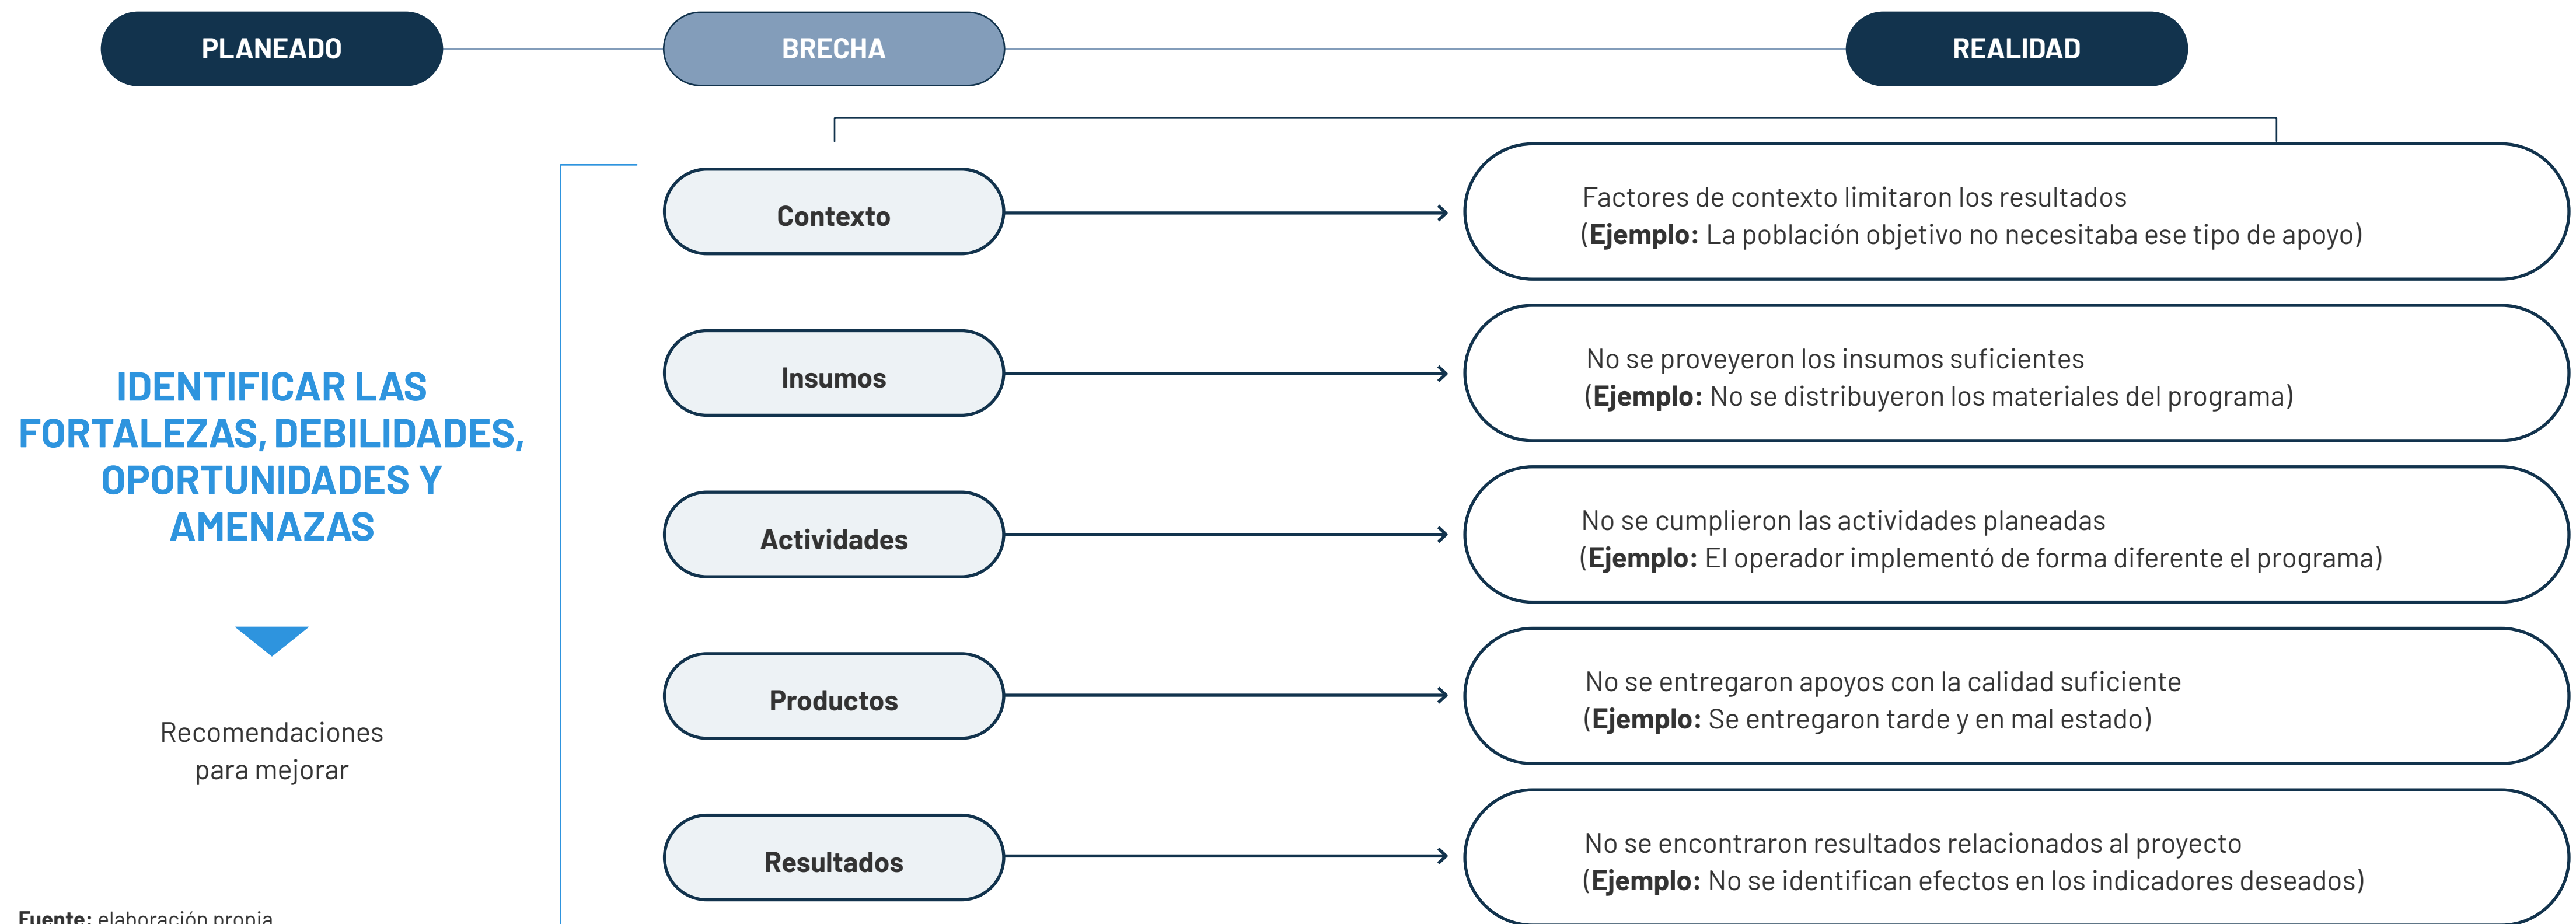 PLANEADO
BRECHA
REALIDAD
IDENTIFICAR LAS
FORTALEZAS, DEBILIDADES,
OPORTUNIDADES Y
AMENAZAS
Recomendaciones
para mejorar
Contexto
Factores de contexto limitaron los resultados
(Ejemplo: La población objetivo no necesitaba ese tipo de apoyo)
Insumos
No se proveyeron los insumos suficientes
(Ejemplo: No se distribuyeron los materiales del programa)
Actividades
No se cumplieron las actividades planeadas
(Ejemplo: El operador implementó de forma diferente el programa)
Productos
No se entregaron apoyos con la calidad suficiente
(Ejemplo: Se entregaron tarde y en mal estado)
Resultados
No se encontraron resultados relacionados al proyecto
(Ejemplo: No se identifican efectos en los indicadores deseados)
Fuente: elaboración propia